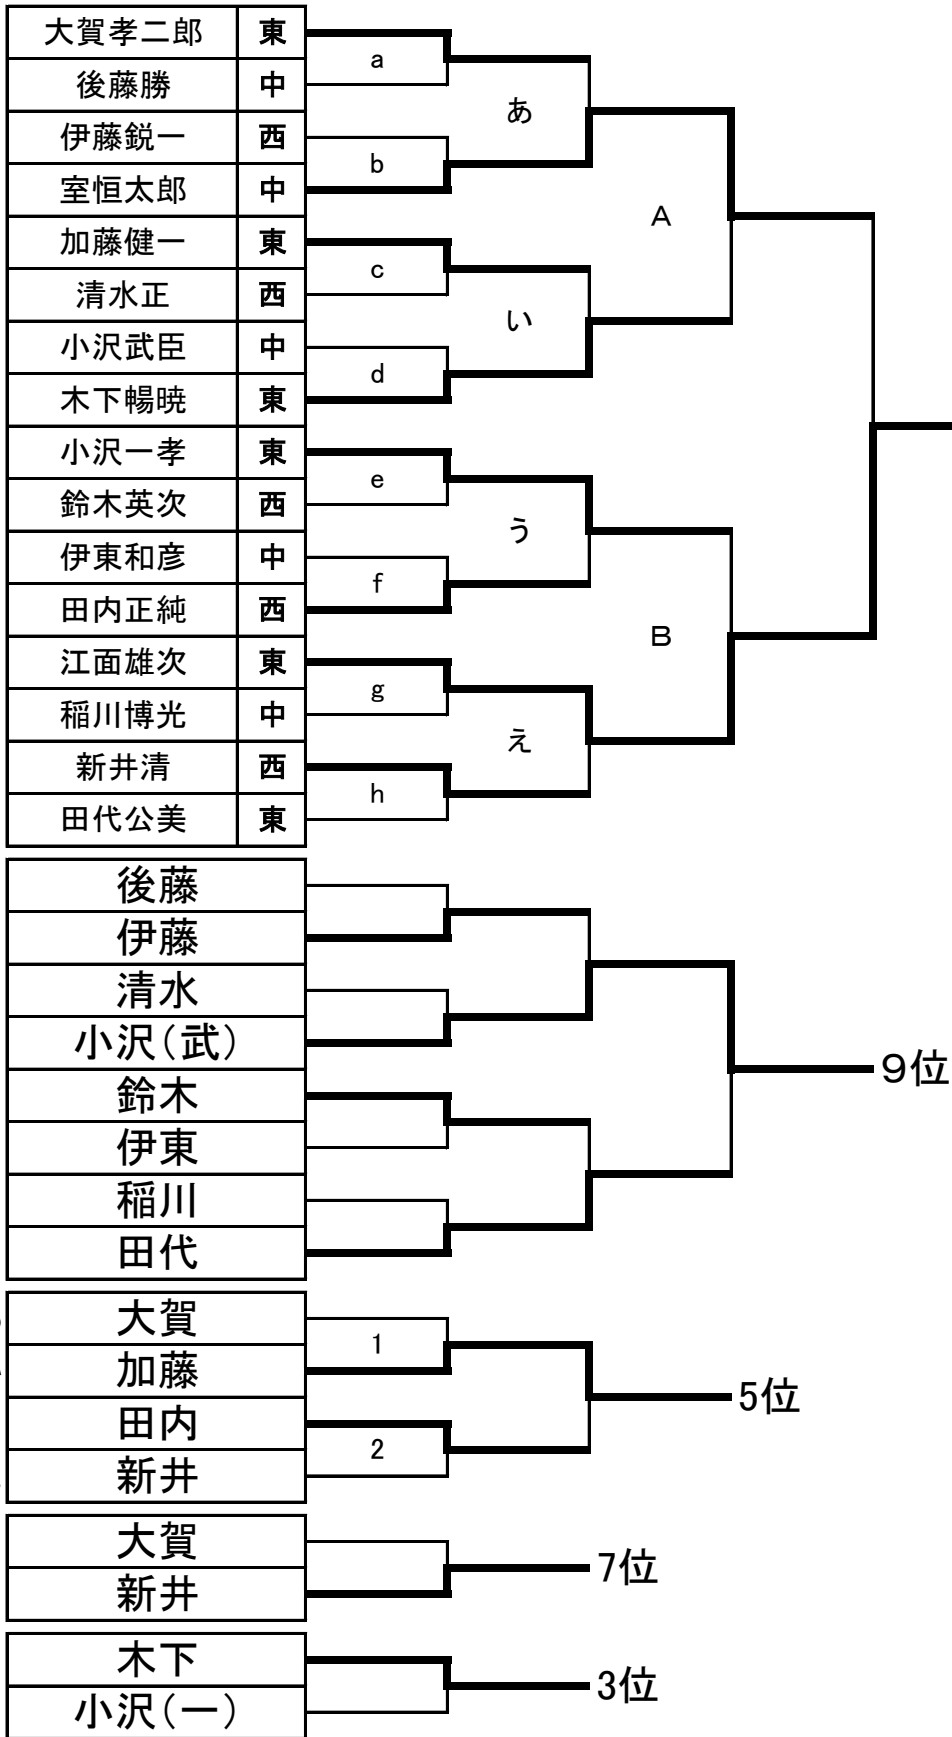 大賀孝二郎 東
a
後藤勝 中
あ
伊藤鋭一 西
b
室恒太郎 中
A
加藤健一 東
c
清水正 西
い
小沢武臣 中
d
木下暢暁 東
小沢一孝 東
e
鈴木英次 西
う
伊東和彦 中
f
田内正純 西
B
江面雄次 東
g
稲川博光 中
え
新井清 西
h
田代公美 東
後藤
伊藤
清水
小沢(武)
9位
鈴木
伊東
稲川
田代
大賀
1
加藤
5位
田内
2
新井
大賀
7位
新井
木下
3位
小沢(一)